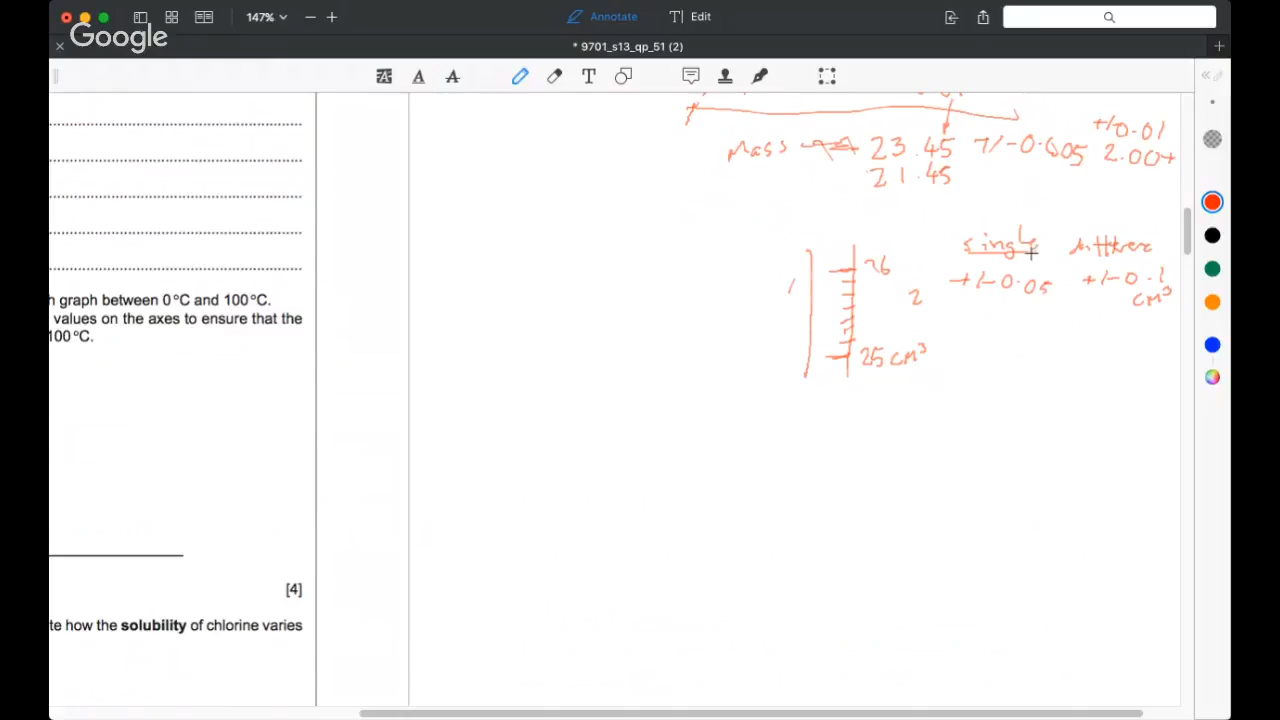 147%
Annotate
T| Edit
Google
* 9701_s13_qp_51 (2)
+/-0.01
Mass 23.45 +/-0.005 2.00+
21.45
single difference
26
+/-0.05 +/-0.1
2 cm³
25 cm³
h graph between 0°C and 100°C.
values on the axes to ensure that the
100°C.
[4]
te how the solubility of chlorine varies